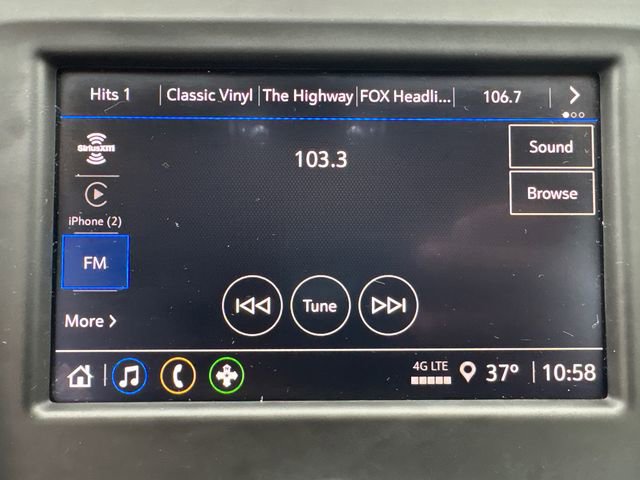 Hits 1 Classic Vinyl The Highway FOX Headli... 106.7
SiriusXM
103.3
Sound
Browse
iPhone (2)
FM
Tune
More
4G LTE 37° 10:58